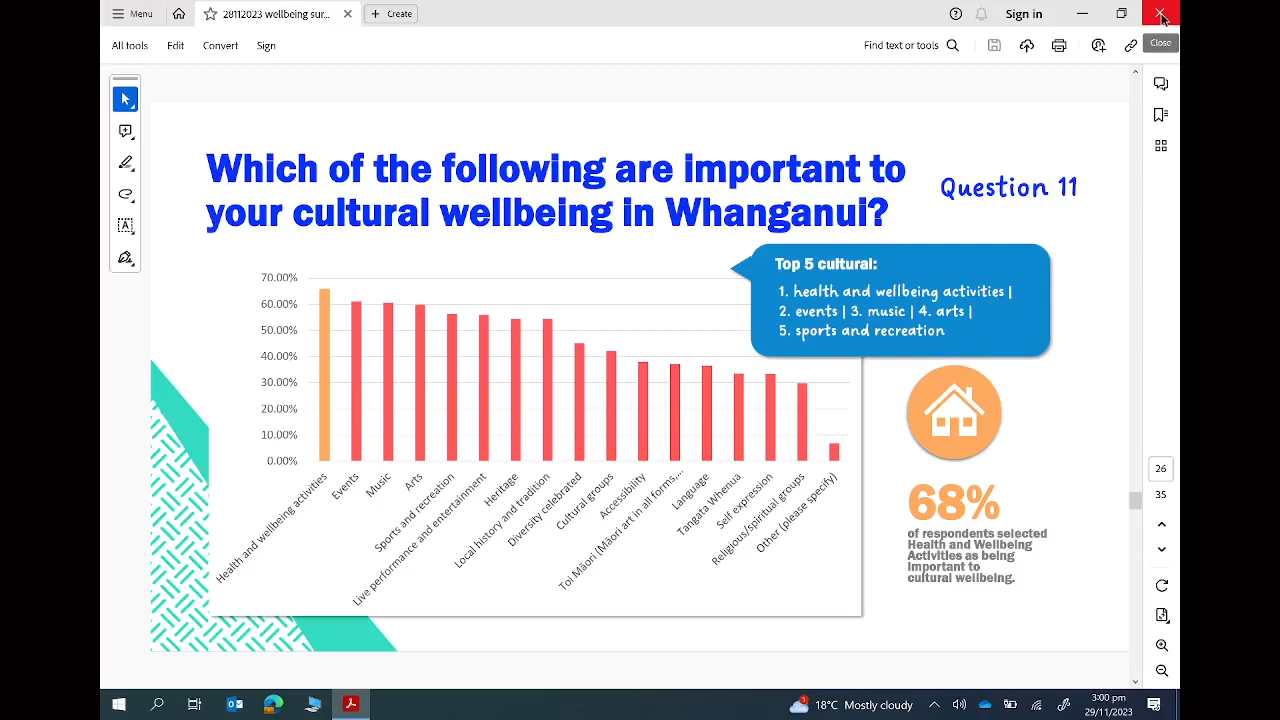 Menu
28112023 wellbeing sur...
+ Create
Sign in
All tools
Edit
Convert
Sign
Find text or tools
Close
Which of the following are important to
your cultural wellbeing in Whanganui?
Question 11
Top 5 cultural:
1. health and wellbeing activities |
2. events | 3. music | 4. arts |
5. sports and recreation
70.00%
60.00%
50.00%
40.00%
30.00%
20.00%
10.00%
0.00%
Health and wellbeing activities
Events
Music
Arts
Sports and recreation
Live performance and entertainment
Heritage
Local history and tradition
Diversity celebrated
Cultural groups
Accessibility
Toi Māori (Māori art in all forms,...
Language
Tangata Whenua
Self expression
Religious/spiritual groups
Other (please specify)
68%
of respondents selected
Health and Wellbeing
Activities as being
important to
cultural wellbeing.
26
35
1
18°C Mostly cloudy
3:00 pm
29/11/2023